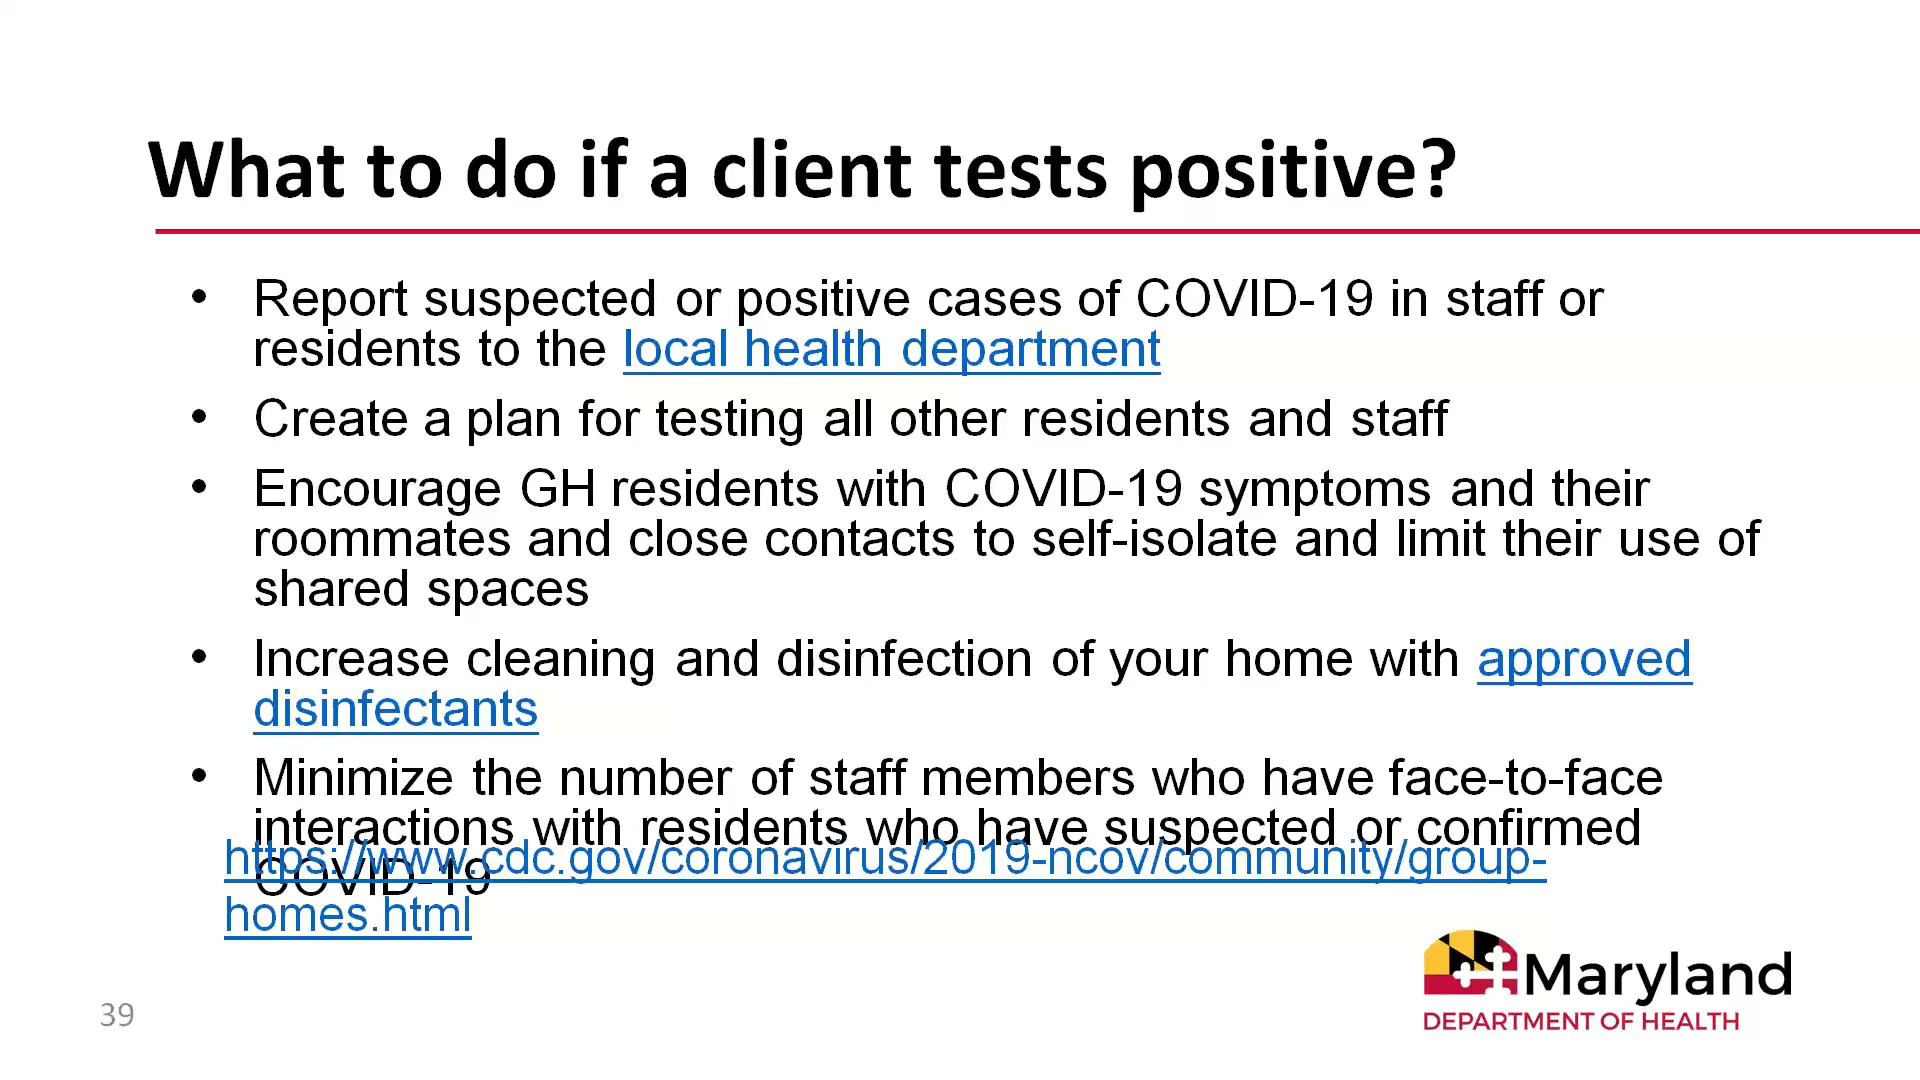 What to do if a client tests positive?
• Report suspected or positive cases of COVID-19 in staff or
residents to the local health department
• Create a plan for testing all other residents and staff
• Encourage GH residents with COVID-19 symptoms and their
roommates and close contacts to self-isolate and limit their use of
shared spaces
• Increase cleaning and disinfection of your home with approved
disinfectants
• Minimize the number of staff members who have face-to-face
interactions with residents who have suspected or confirmed
COVID-19
https://www.cdc.gov/coronavirus/2019-ncov/community/group-
homes.html
39
Maryland
DEPARTMENT OF HEALTH